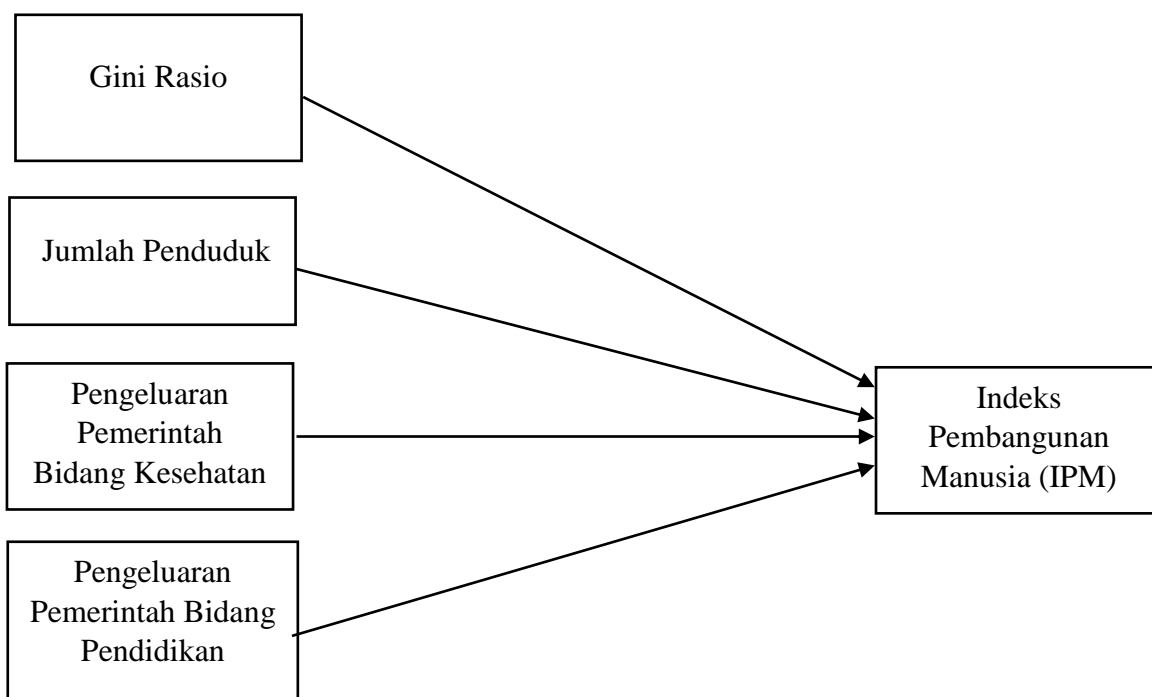 Gini Rasio
Jumlah Penduduk
Pengeluaran
Pemerintah
Bidang Kesehatan
Pengeluaran
Pemerintah Bidang
Pendidikan
Indeks
Pembangunan
Manusia (IPM)